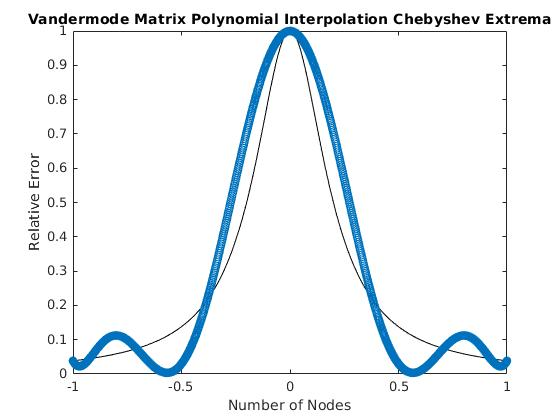 Vandermode Matrix Polynomial Interpolation Chebyshev Extrema
1
0.9
0.8
0.7
0.6
0.5
0.4
0.3
0.2
0.1
0
Relative Error
-1 -0.5 0 0.5 1
Number of Nodes